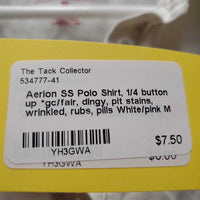 The Tack Collector
534777-41
Aerion SS Polo Shirt, 1/4 button
up *gc/fair, dingy, pit stains,
wrinkled, rubs, pills White/pink M
$7.50
YH3GWA
YH3GWA